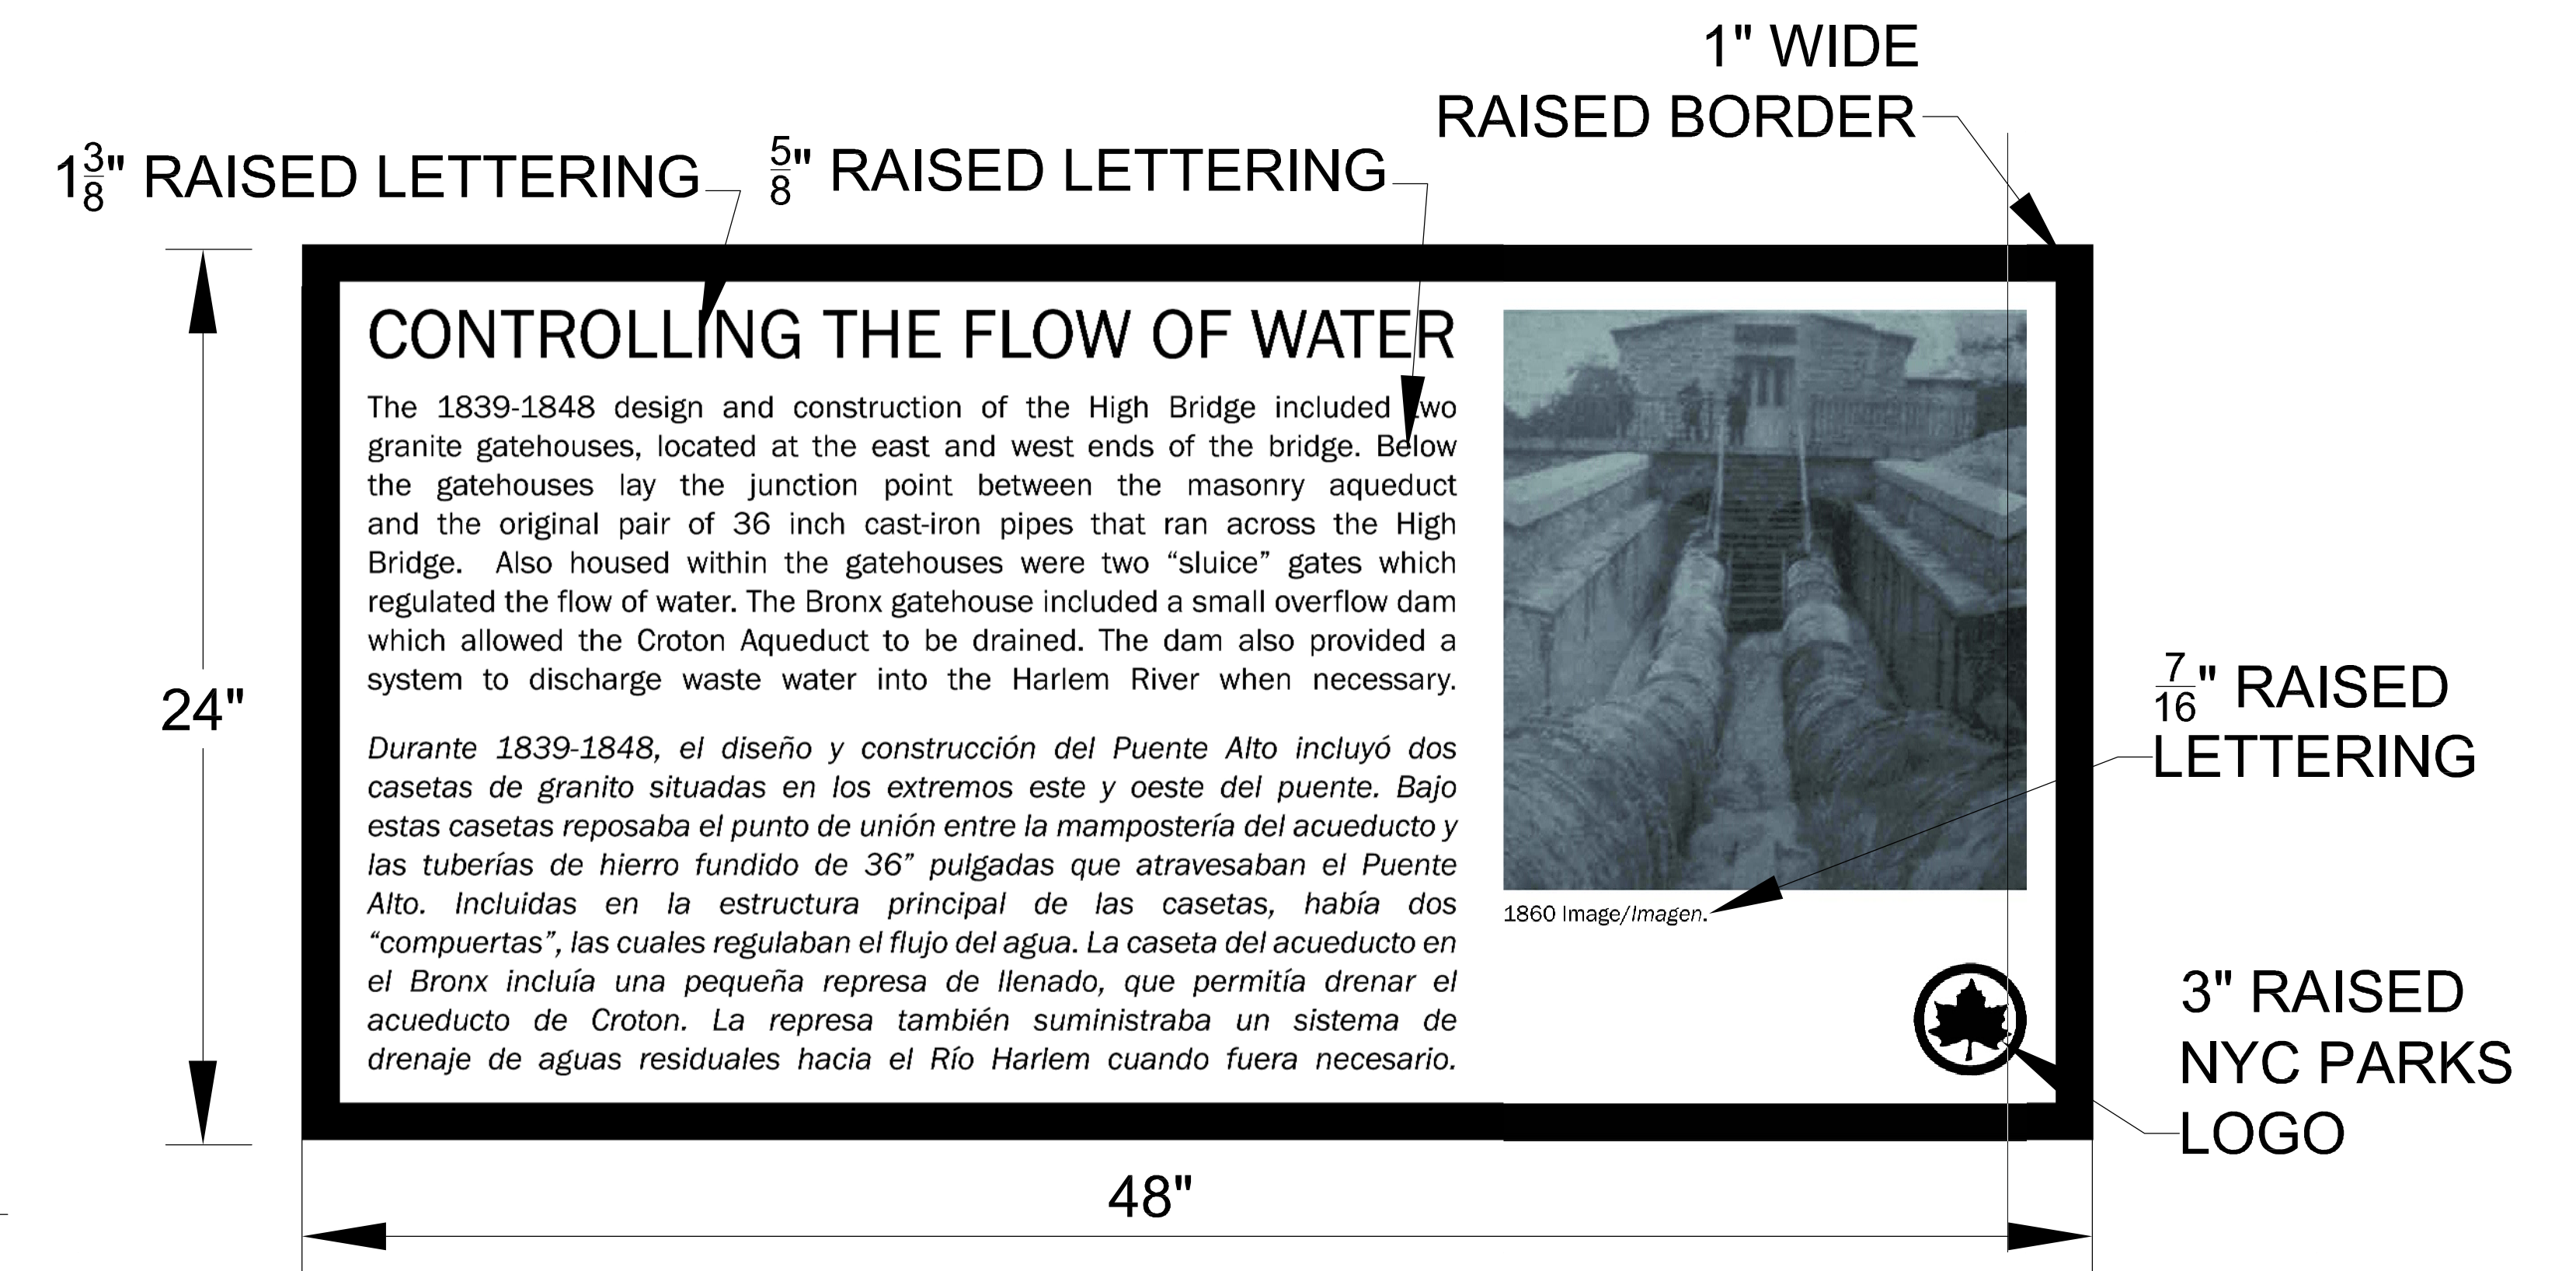 1" WIDE
RAISED BORDER
1 3/8" RAISED LETTERING
5/8" RAISED LETTERING
CONTROLLING THE FLOW OF WATER
The 1839-1848 design and construction of the High Bridge included two
granite gatehouses, located at the east and west ends of the bridge. Below
the gatehouses lay the junction point between the masonry aqueduct
and the original pair of 36 inch cast-iron pipes that ran across the High
Bridge. Also housed within the gatehouses were two “sluice” gates which
regulated the flow of water. The Bronx gatehouse included a small overflow dam
which allowed the Croton Aqueduct to be drained. The dam also provided a
system to discharge waste water into the Harlem River when necessary.
Durante 1839-1848, el diseño y construcción del Puente Alto incluyó dos
casetas de granito situadas en los extremos este y oeste del puente. Bajo
estas casetas reposaba el punto de unión entre la mampostería del acueducto y
las tuberías de hierro fundido de 36” pulgadas que atravesaban el Puente
Alto. Incluidas en la estructura principal de las casetas, había dos
“compuertas”, las cuales regulaban el flujo del agua. La caseta del acueducto en
el Bronx incluía una pequeña represa de llenado, que permitía drenar el
acueducto de Croton. La represa también suministraba un sistema de
drenaje de aguas residuales hacia el Río Harlem cuando fuera necesario.
1860 Image/Imagen.
24"
7/16" RAISED
LETTERING
3" RAISED
NYC PARKS
LOGO
48"